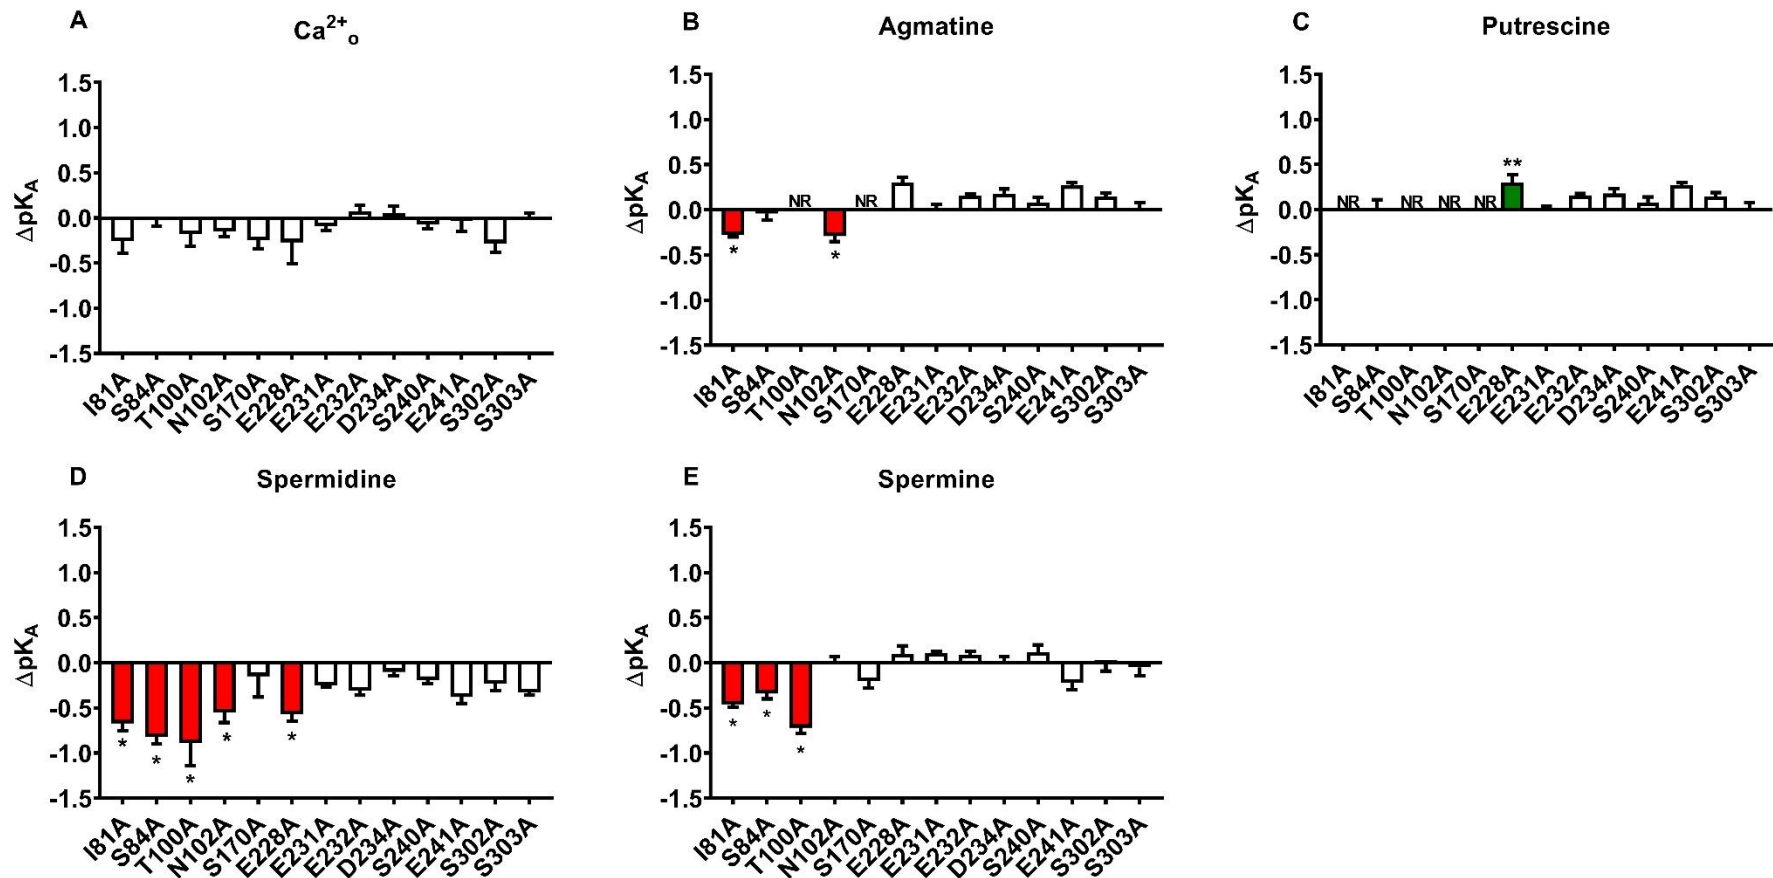 A
Ca²⁺ₒ
1.5
1.0
0.5
0.0
-0.5
-1.0
-1.5
ΔpK_A
I81A
S84A
T100A
N102A
S170A
E228A
E231A
E232A
D234A
S240A
E241A
S302A
S303A
B
Agmatine
1.5
1.0
0.5
0.0
-0.5
-1.0
-1.5
ΔpK_A
NR
NR
*
*
I81A
S84A
T100A
N102A
S170A
E228A
E231A
E232A
D234A
S240A
E241A
S302A
S303A
C
Putrescine
1.5
1.0
0.5
0.0
-0.5
-1.0
-1.5
ΔpK_A
**
NR
NR
NR
NR
I81A
S84A
T100A
N102A
S170A
E228A
E231A
E232A
D234A
S240A
E241A
S302A
S303A
D
Spermidine
1.5
1.0
0.5
0.0
-0.5
-1.0
-1.5
ΔpK_A
*
*
*
*
*
I81A
S84A
T100A
N102A
S170A
E228A
E231A
E232A
D234A
S240A
E241A
S302A
S303A
E
Spermine
1.5
1.0
0.5
0.0
-0.5
-1.0
-1.5
ΔpK_A
*
*
*
I81A
S84A
T100A
N102A
S170A
E228A
E231A
E232A
D234A
S240A
E241A
S302A
S303A